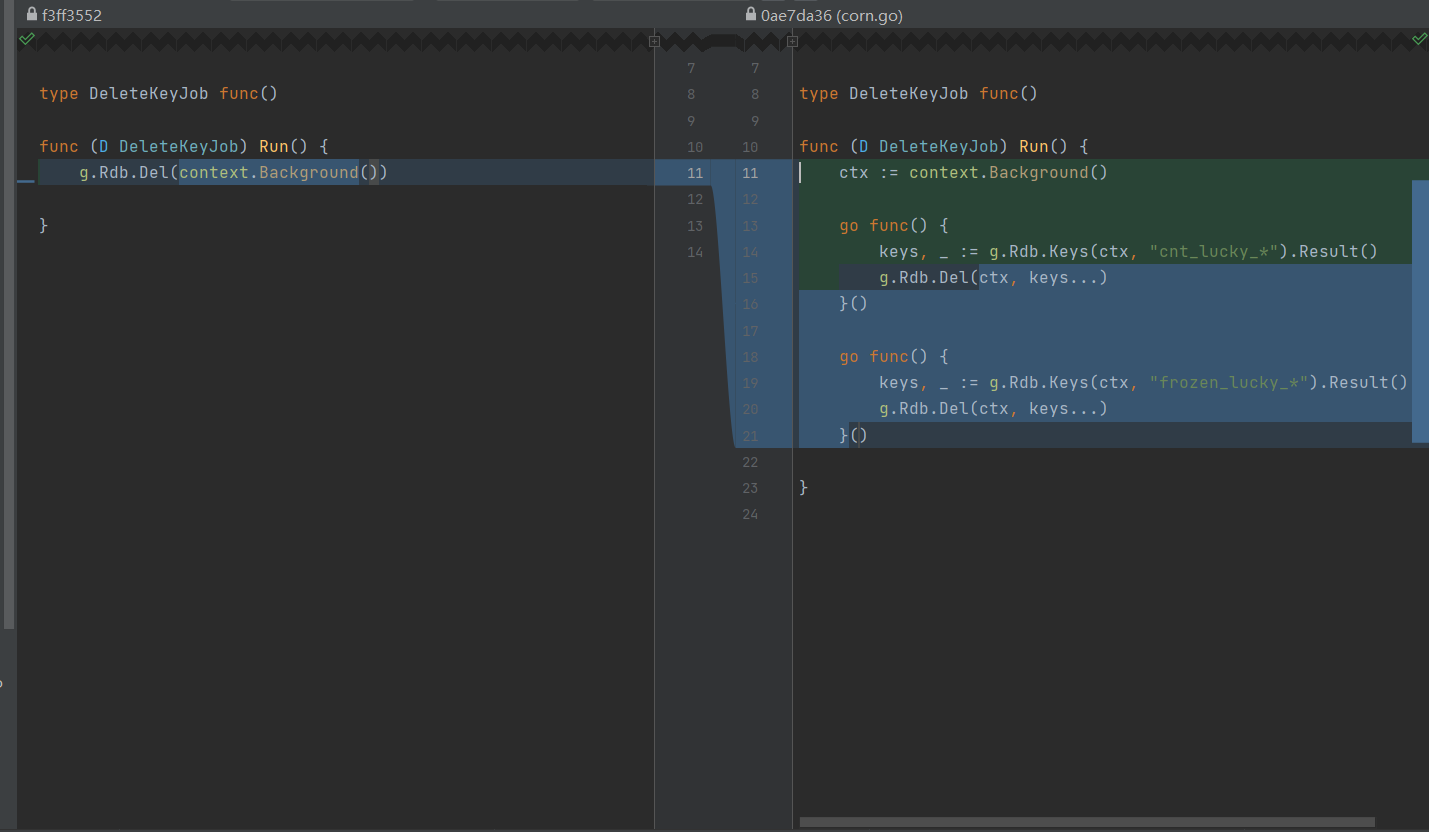 f3ff3552
type DeleteKeyJob func()
func (D DeleteKeyJob) Run() {
    g.Rdb.Del(context.Background())
}
7
8
9
10
11
12
13
14
0ae7da36 (corn.go)
7
8
9
10
11
12
13
14
15
16
17
18
19
20
21
22
23
24
type DeleteKeyJob func()
func (D DeleteKeyJob) Run() {
    ctx := context.Background()
    go func() {
        keys, _ := g.Rdb.Keys(ctx, "cnt_lucky_*").Result()
        g.Rdb.Del(ctx, keys...)
    }()
    go func() {
        keys, _ := g.Rdb.Keys(ctx, "frozen_lucky_*").Result()
        g.Rdb.Del(ctx, keys...)
    }()
}